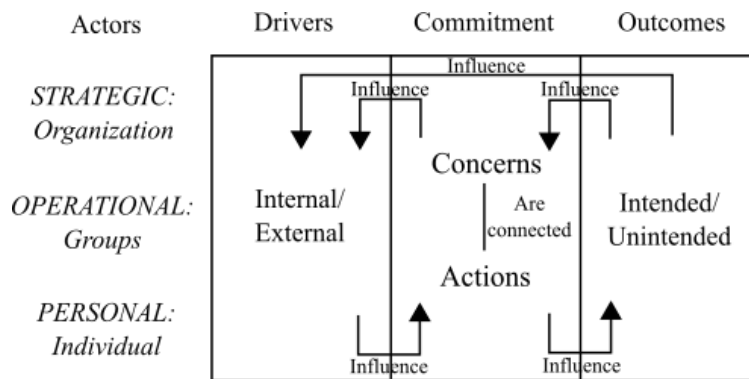 Actors Drivers Commitment Outcomes
Influence
Influence Influence
STRATEGIC:
Organization
Concerns
OPERATIONAL:
Groups
Internal/
External
Are
connected
Intended/
Unintended
Actions
PERSONAL:
Individual
Influence Influence